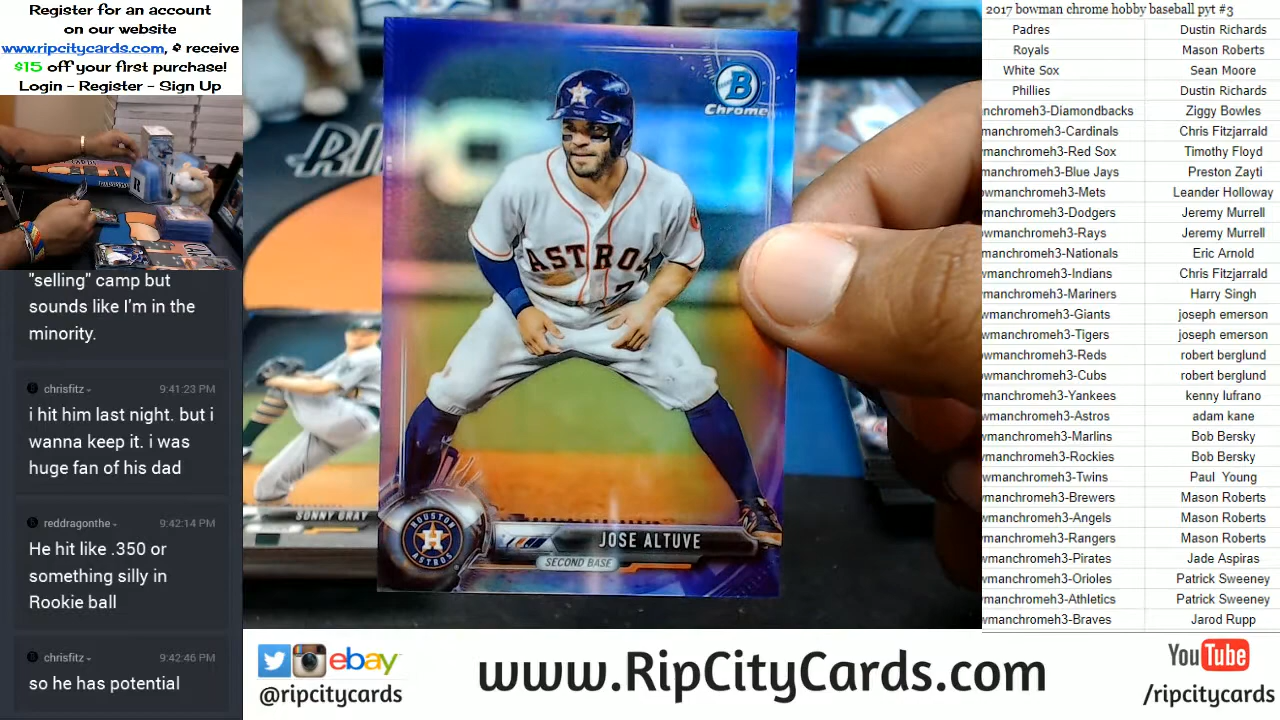 Register for an account
on our website
www.ripcitycards.com, & receive
$15 off your first purchase!
Login - Register - Sign Up
"selling" camp but
sounds like I'm in the
minority.
chrisfitz 9:41:23 PM
i hit him last night. but i
wanna keep it. i was
huge fan of his dad
reddragonthe 9:42:14 PM
He hit like .350 or
something silly in
Rookie ball
chrisfitz 9:42:46 PM
so he has potential
B
Chrome
ASTROS
HOUSTON
ASTROS
JOSE ALTUVE
SECOND BASE
SONNY GRAY
2017 bowman chrome hobby baseball pyt #3
Padres Dustin Richards
Royals Mason Roberts
White Sox Sean Moore
Phillies Dustin Richards
nchromeh3-Diamondbacks Ziggy Bowles
manchromeh3-Cardinals Chris Fitzjarrald
manchromeh3-Red Sox Timothy Floyd
manchromeh3-Blue Jays Preston Zayti
owmanchromeh3-Mets Leander Holloway
wmanchromeh3-Dodgers Jeremy Murrell
owmanchromeh3-Rays Jeremy Murrell
manchromeh3-Nationals Eric Arnold
wmanchromeh3-Indians Chris Fitzjarrald
manchromeh3-Mariners Harry Singh
wmanchromeh3-Giants joseph emerson
wmanchromeh3-Tigers joseph emerson
owmanchromeh3-Reds robert berglund
owmanchromeh3-Cubs robert berglund
manchromeh3-Yankees kenny lufrano
wmanchromeh3-Astros adam kane
wmanchromeh3-Marlins Bob Bersky
manchromeh3-Rockies Bob Bersky
wmanchromeh3-Twins Paul Young
manchromeh3-Brewers Mason Roberts
wmanchromeh3-Angels Mason Roberts
manchromeh3-Rangers Mason Roberts
wmanchromeh3-Pirates Jade Aspiras
wmanchromeh3-Orioles Patrick Sweeney
manchromeh3-Athletics Patrick Sweeney
wmanchromeh3-Braves Jarod Rupp
ebay
@ripcitycards
www.RipCityCards.com
YouTube
/ripcitycards